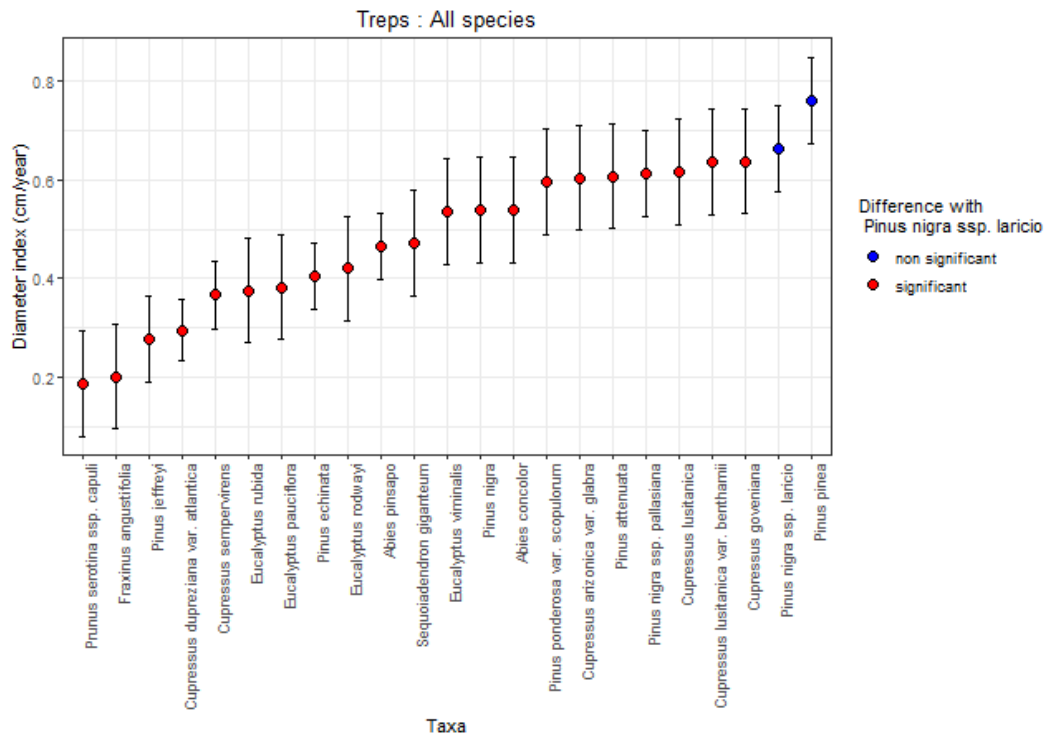 Treps : All species
Diameter index (cm/year)
0.8
0.6
0.4
0.2
Prunus serotina ssp. capuli
Fraxinus angustifolia
Pinus jeffreyi
Cupressus dupreziana var. atlantica
Cupressus sempervirens
Eucalyptus rubida
Eucalyptus pauciflora
Pinus echinata
Eucalyptus rodwayi
Abies pinsapo
Sequoiadendron giganteum
Eucalyptus viminalis
Pinus nigra
Abies concolor
Pinus ponderosa var. scopulorum
Cupressus arizonica var. glabra
Pinus attenuata
Pinus nigra ssp. pallasiana
Cupressus lusitanica
Cupressus lusitanica var. benthamii
Cupressus goveniana
Pinus nigra ssp. laricio
Pinus pinea
Taxa
Difference with
Pinus nigra ssp. laricio
non significant
significant